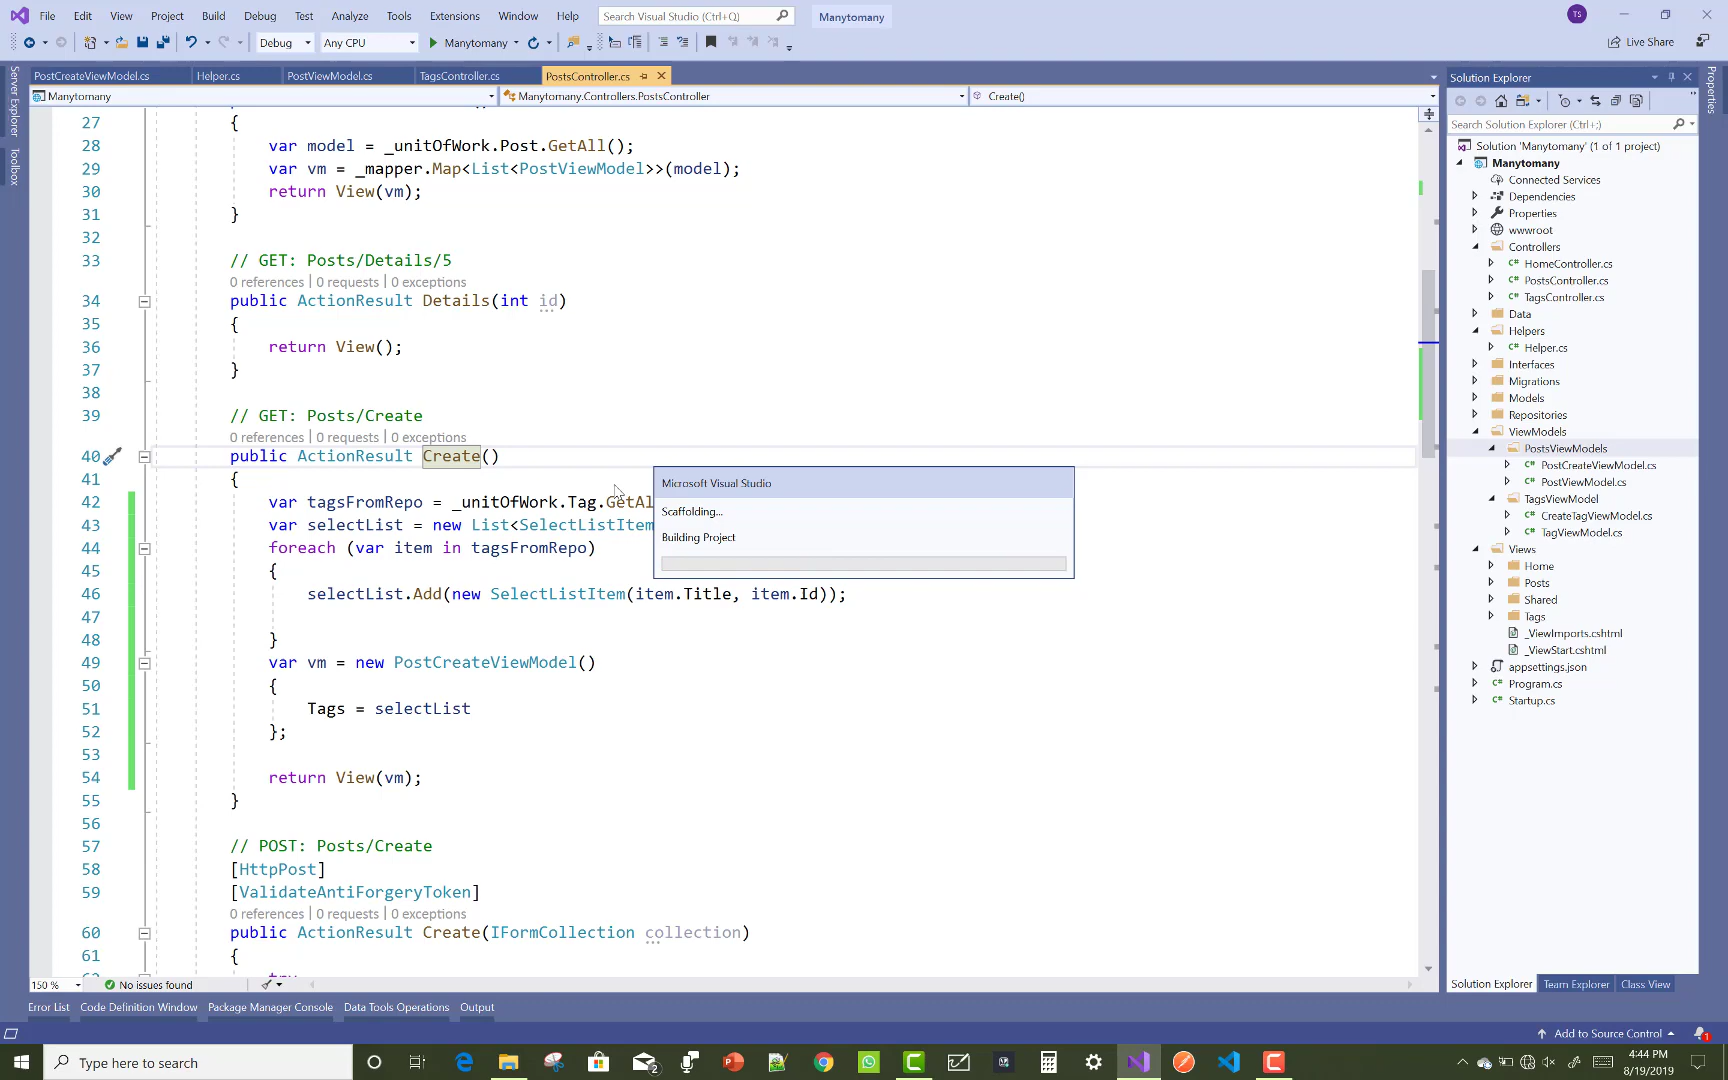 File Edit View Project Build Debug Test Analyze Tools Extensions Window Help Search Visual Studio (Ctrl+Q) Manytomany TS
Debug Any CPU Manytomany Live Share
PostCreateViewModel.cs Helper.cs PostViewModel.cs TagsController.cs PostsController.cs
Manytomany Manytomany.Controllers.PostsController Create()
Server Explorer
Toolbox
27 {
28 var model = _unitOfWork.Post.GetAll();
29 var vm = _mapper.Map<List<PostViewModel>>(model);
30 return View(vm);
31 }
32
33 // GET: Posts/Details/5
0 references | 0 requests | 0 exceptions
34 public ActionResult Details(int id)
35 {
36 return View();
37 }
38
39 // GET: Posts/Create
0 references | 0 requests | 0 exceptions
40 public ActionResult Create()
41 {
42 var tagsFromRepo = _unitOfWork.Tag.GetAl
43 var selectList = new List<SelectListItem
44 foreach (var item in tagsFromRepo)
45 {
46 selectList.Add(new SelectListItem(item.Title, item.Id));
47
48 }
49 var vm = new PostCreateViewModel()
50 {
51 Tags = selectList
52 };
53
54 return View(vm);
55 }
56
57 // POST: Posts/Create
58 [HttpPost]
59 [ValidateAntiForgeryToken]
0 references | 0 requests | 0 exceptions
60 public ActionResult Create(IFormCollection collection)
61 {
Microsoft Visual Studio
Scaffolding...
Building Project
Solution Explorer
Search Solution Explorer (Ctrl+;)
Solution 'Manytomany' (1 of 1 project)
Manytomany
Connected Services
Dependencies
Properties
wwwroot
Controllers
C# HomeController.cs
C# PostsController.cs
C# TagsController.cs
Data
Helpers
C# Helper.cs
Interfaces
Migrations
Models
Repositories
ViewModels
PostsViewModels
C# PostCreateViewModel.cs
C# PostViewModel.cs
TagsViewModel
C# CreateTagViewModel.cs
C# TagViewModel.cs
Views
Home
Posts
Shared
Tags
_ViewImports.cshtml
_ViewStart.cshtml
appsettings.json
C# Program.cs
C# Startup.cs
Properties
150 % No issues found
Solution Explorer Team Explorer Class View
Error List Code Definition Window Package Manager Console Data Tools Operations Output
Add to Source Control 1
Type here to search
2
4:44 PM
8/19/2019